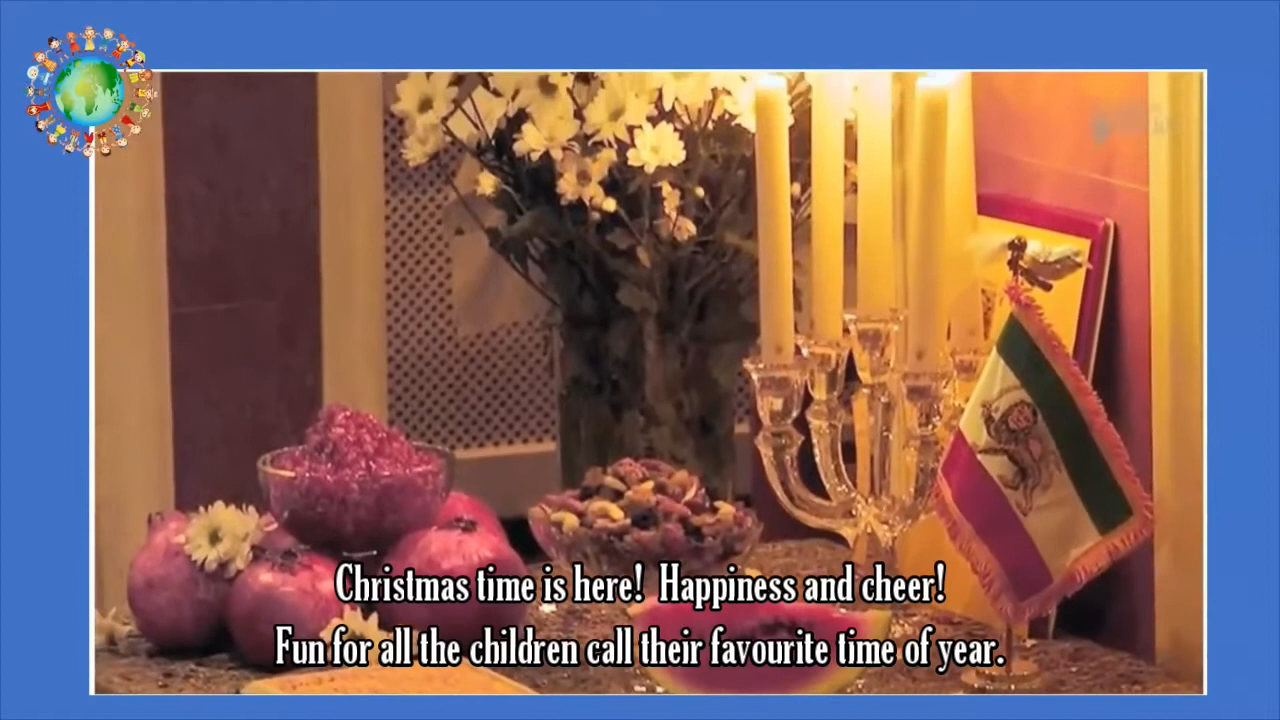 Christmas time is here! Happiness and cheer!
Fun for all the children call their favourite time of year.